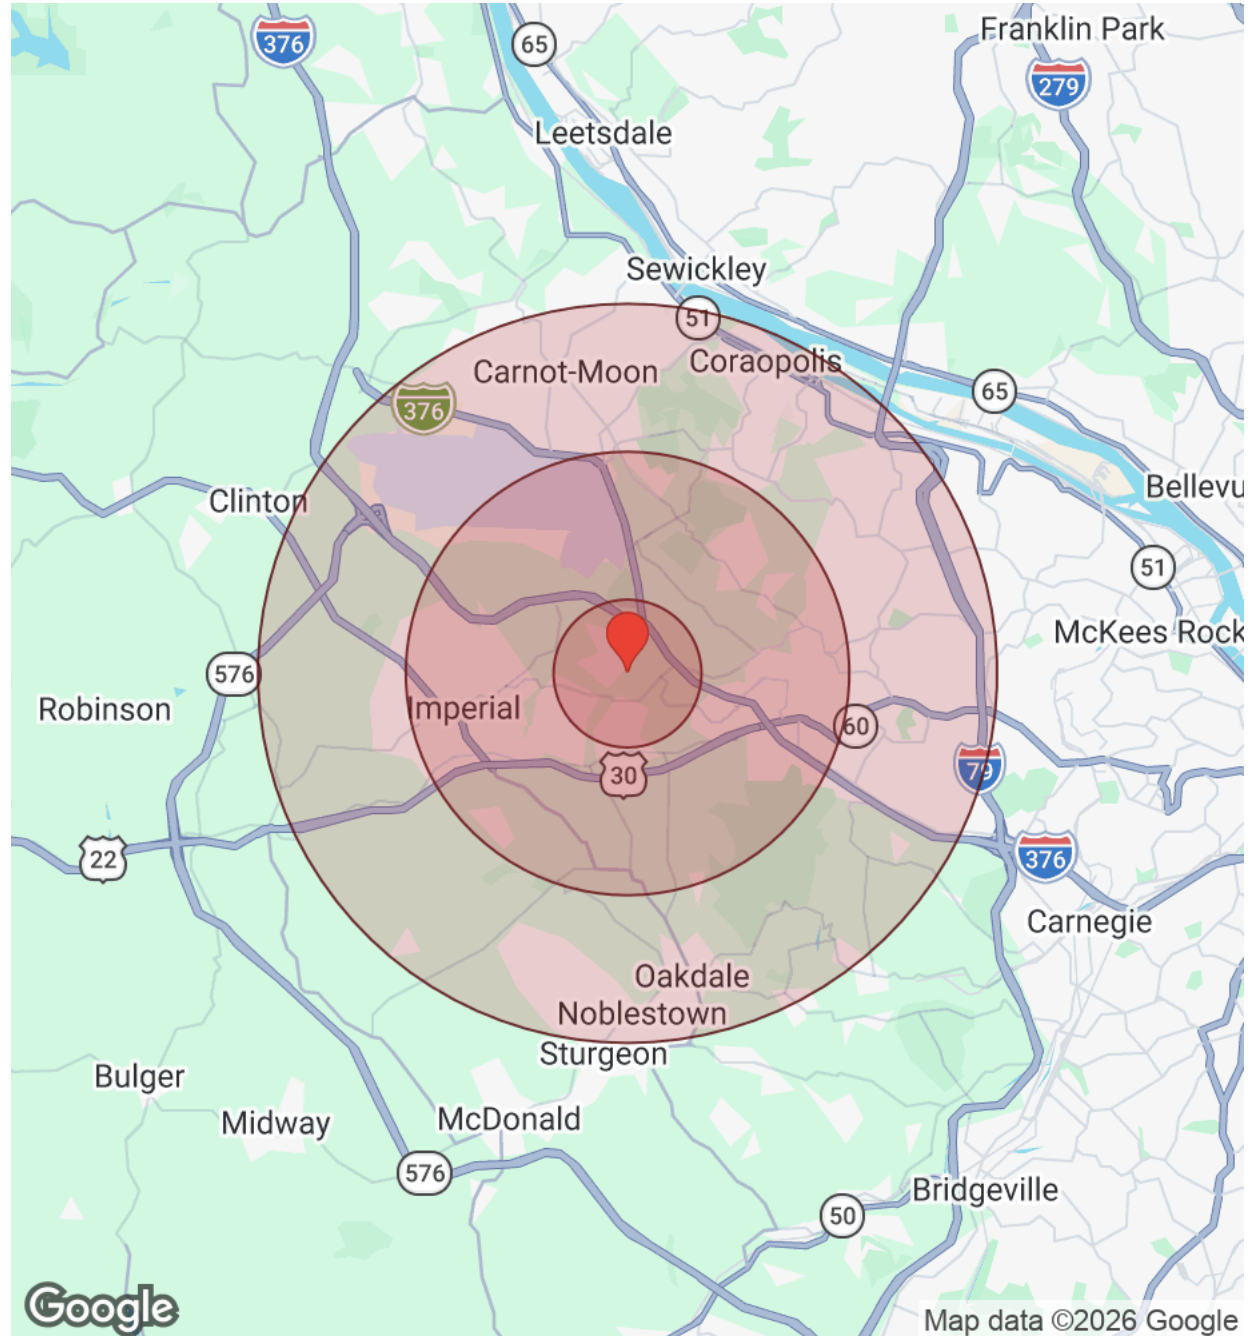 376
65
Franklin Park
279
Leetsdale
Sewickley
51
Coraopolis
Carnot-Moon
65
376
Clinton
Bellevu
51
McKees Rock
576
Robinson
Imperial
60
30
79
22
376
Carnegie
Oakdale
Noblestown
Sturgeon
Bulger
Midway
McDonald
576
Bridgeville
50
Google
Map data ©2026 Google